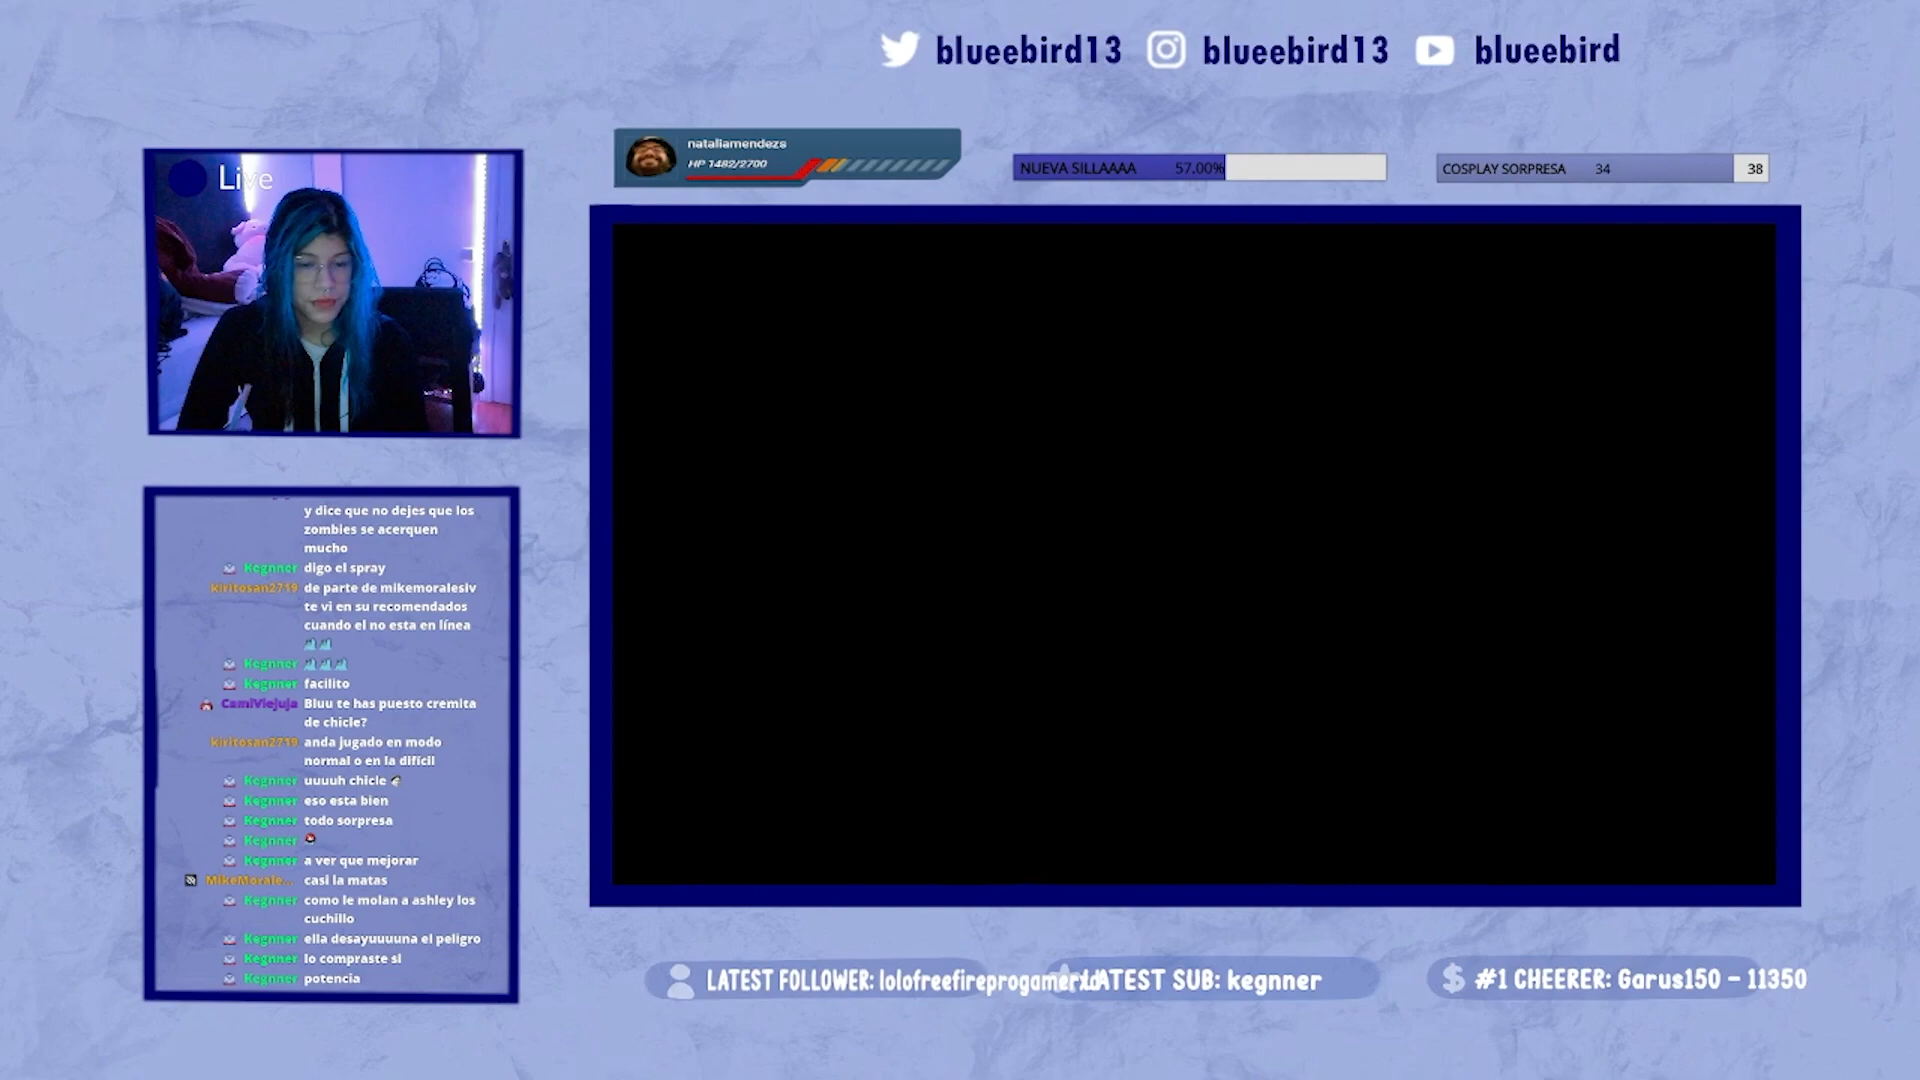 blueebird13 blueebird13 blueebird
nataliamendezs
HP 1482/2700
NUEVA SILLAAAA 57.00%
COSPLAY SORPRESA 34 38
Live
y dice que no dejes que los
zombies se acerquen
mucho
Kegnner digo el spray
kiritosan2719 de parte de mikemoralesiv
te vi en su recomendados
cuando el no esta en línea
Kegnner
Kegnner facilito
CamiViejuja Bluu te has puesto cremita
de chicle?
kiritosan2719 anda jugado en modo
normal o en la difícil
Kegnner uuuuh chicle
Kegnner eso esta bien
Kegnner todo sorpresa
Kegnner
Kegnner a ver que mejorar
MikeMorale... casi la matas
Kegnner como le molan a ashley los
cuchillo
Kegnner ella desayuuuuna el peligro
Kegnner lo compraste si
Kegnner potencia
LATEST FOLLOWER: lolofreefireprogamerxd
LATEST SUB: kegnner
$ #1 CHEERER: Garus150 - 11350